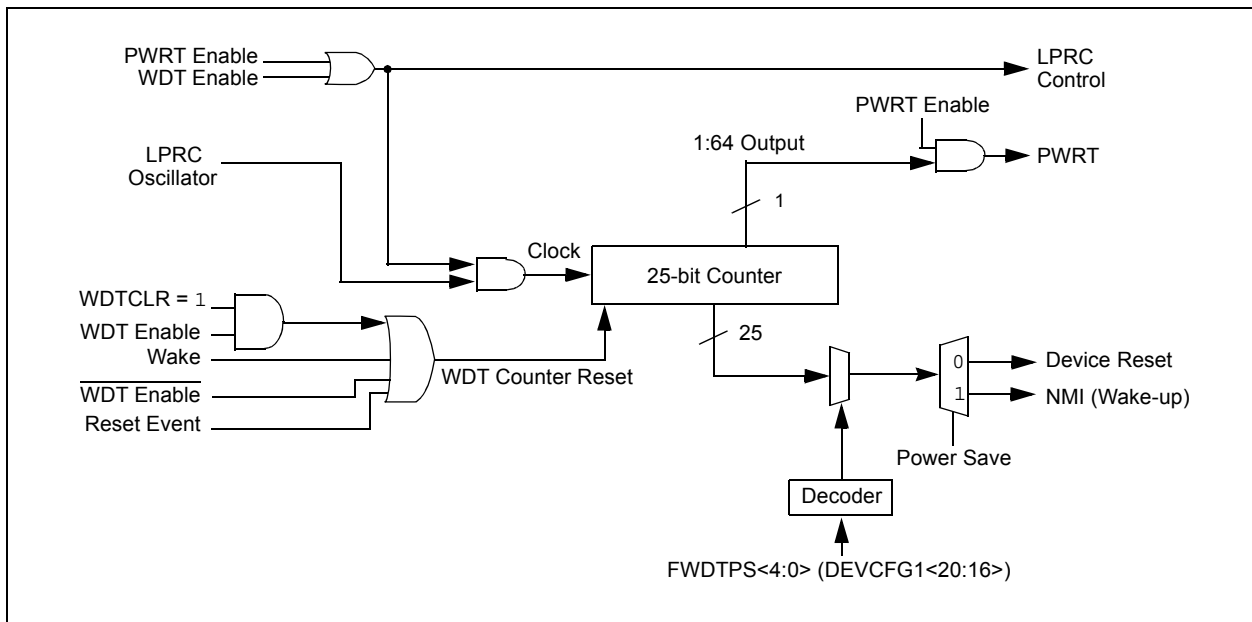 PWRT Enable
WDT Enable
LPRC
Control
PWRT Enable
1:64 Output
LPRC
Oscillator
PWRT
1
Clock
25-bit Counter
WDTCLR = 1
WDT Enable
Wake
WDT Enable
Reset Event
WDT Counter Reset
25
0
1
Device Reset
NMI (Wake-up)
Power Save
Decoder
FWDTPS<4:0> (DEVCFG1<20:16>)